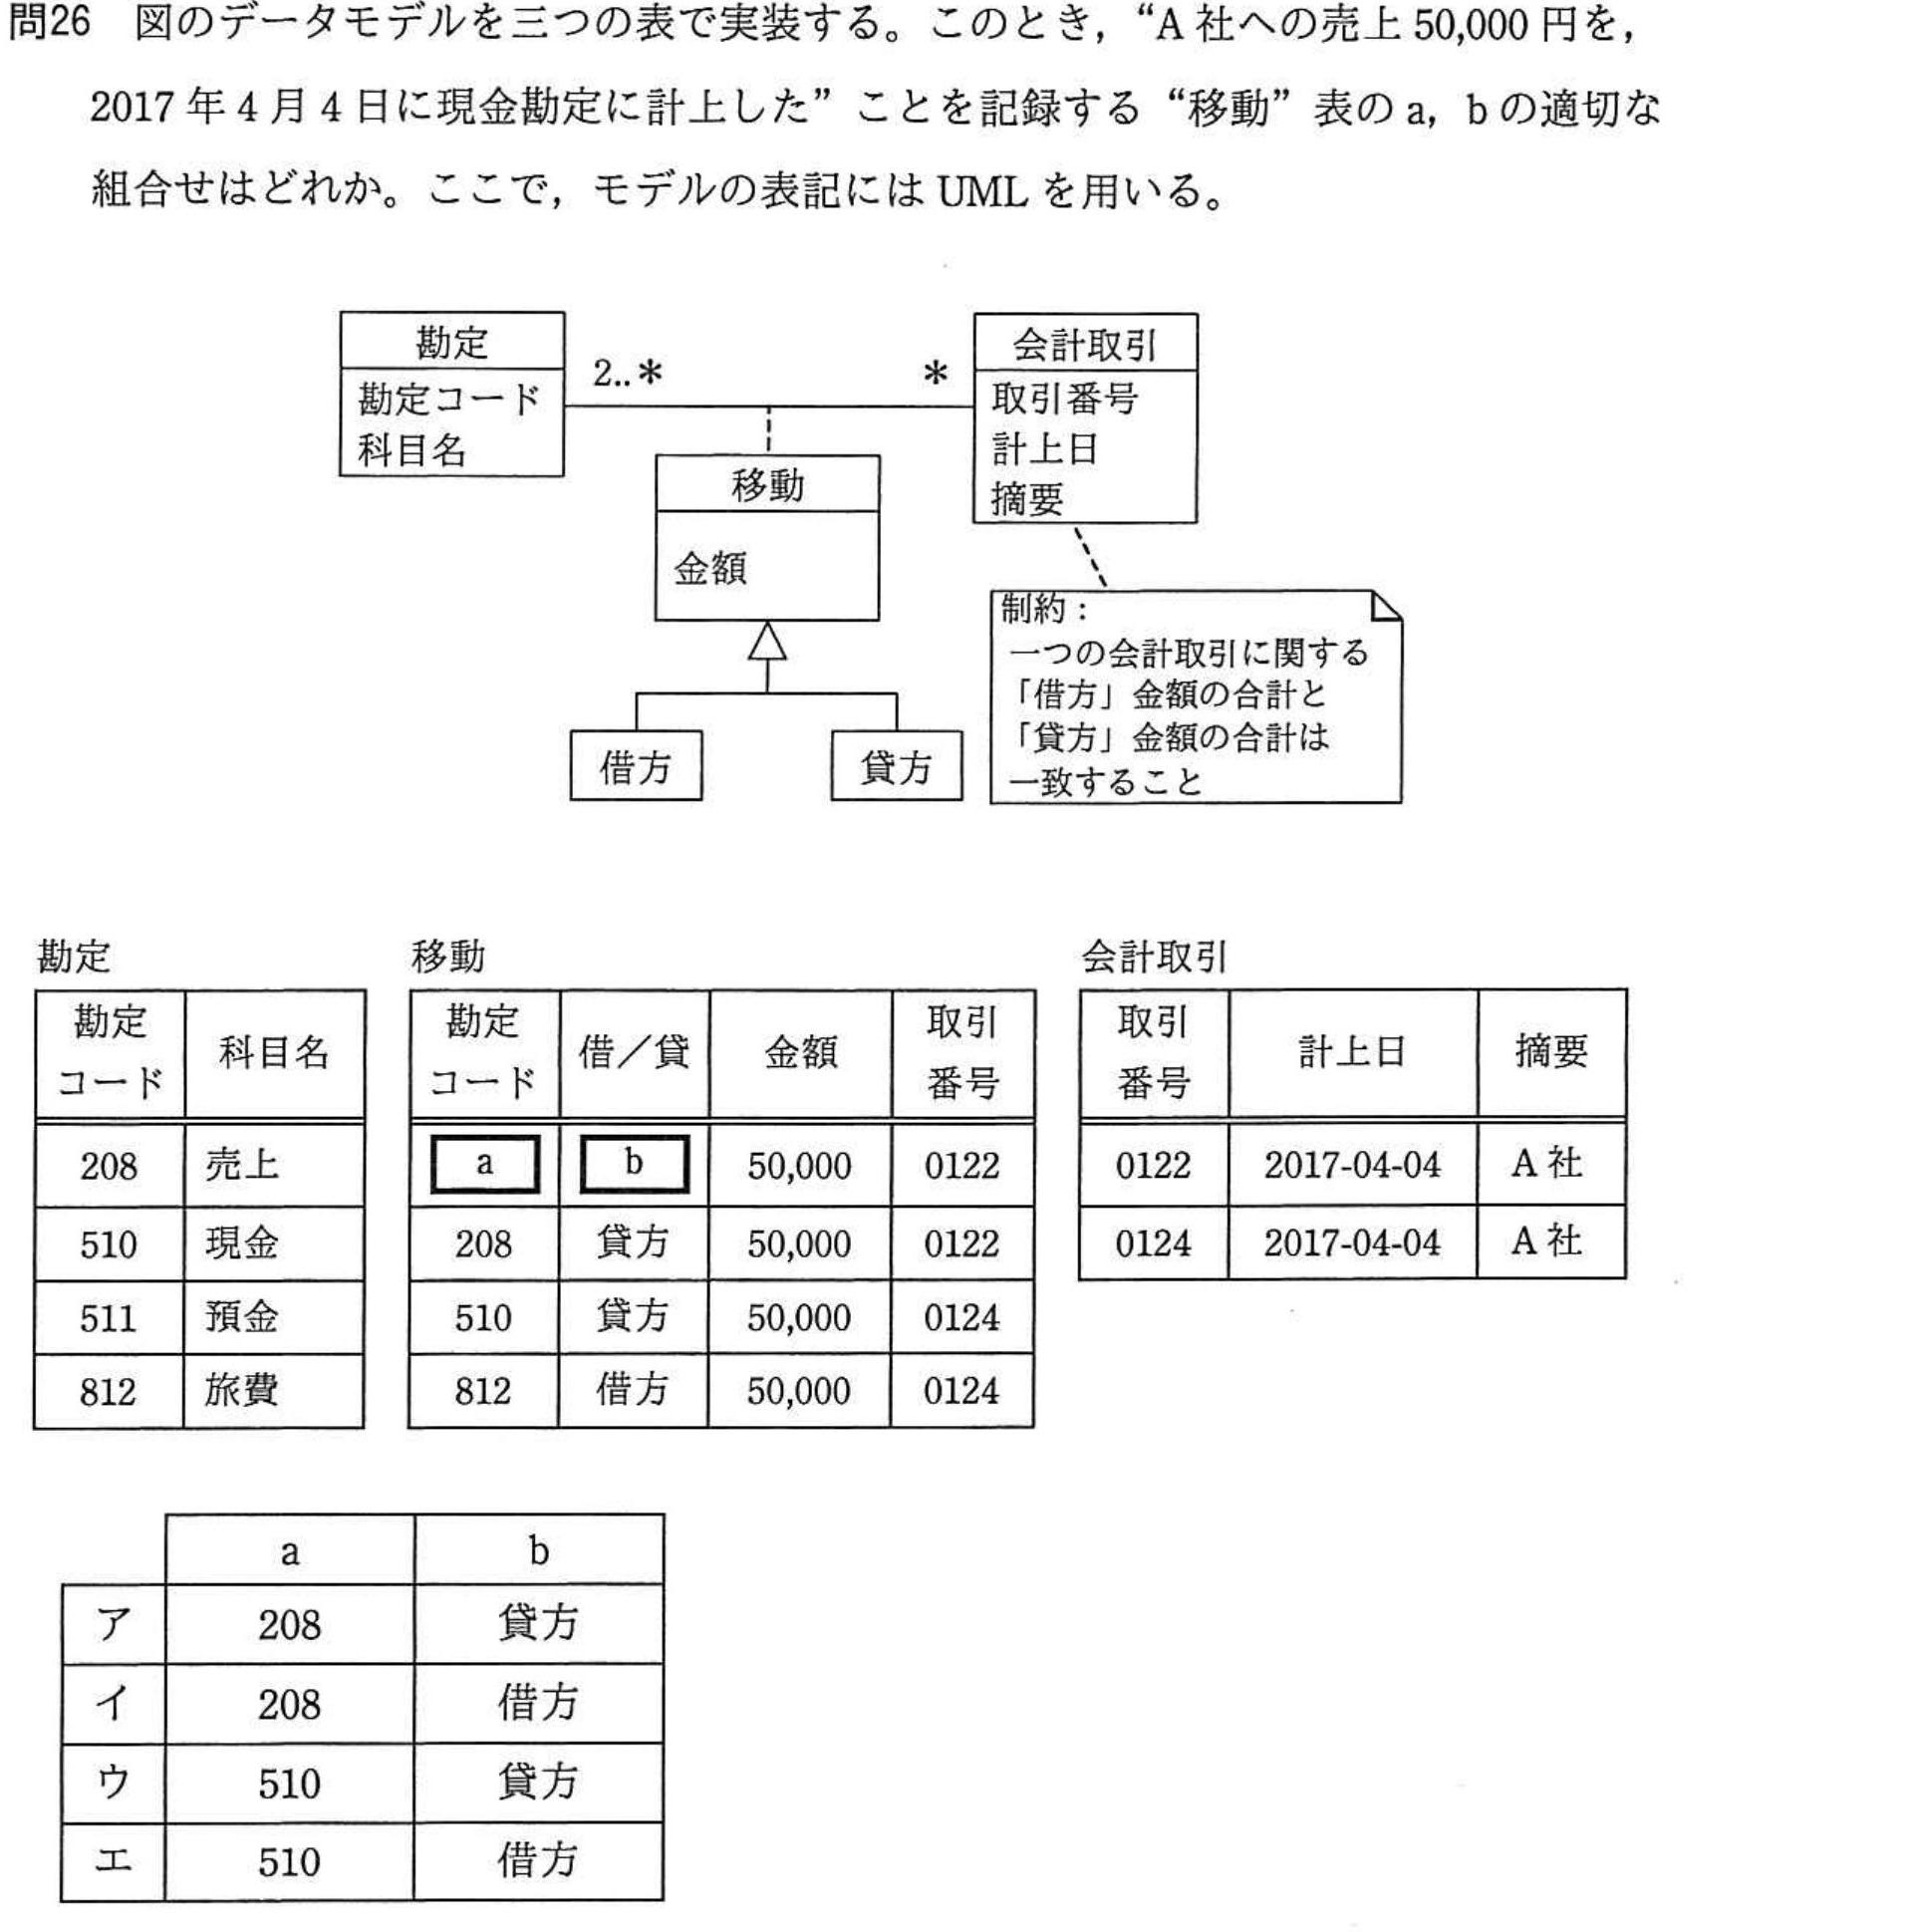 問26 図のデータモデルを三つの表で実装する。このとき，“A 社への売上 50,000 円を，
2017 年 4 月 4 日に現金勘定に計上した” ことを記録する “移動” 表の a，b の適切な
組合せはどれか。ここで，モデルの表記には UML を用いる。
勘定
勘定コード
科目名
2..*
*
会計取引
取引番号
計上日
摘要
移動
金額
借方
貸方
制約：
一つの会計取引に関する
「借方」金額の合計と
「貸方」金額の合計は
一致すること
勘定
勘定コード 科目名
208 売上
510 現金
511 預金
812 旅費
移動
勘定コード 借／貸 金額 取引番号
a b 50,000 0122
208 貸方 50,000 0122
510 貸方 50,000 0124
812 借方 50,000 0124
会計取引
取引番号 計上日 摘要
0122 2017-04-04 A 社
0124 2017-04-04 A 社
a b
ア 208 貸方
イ 208 借方
ウ 510 貸方
エ 510 借方